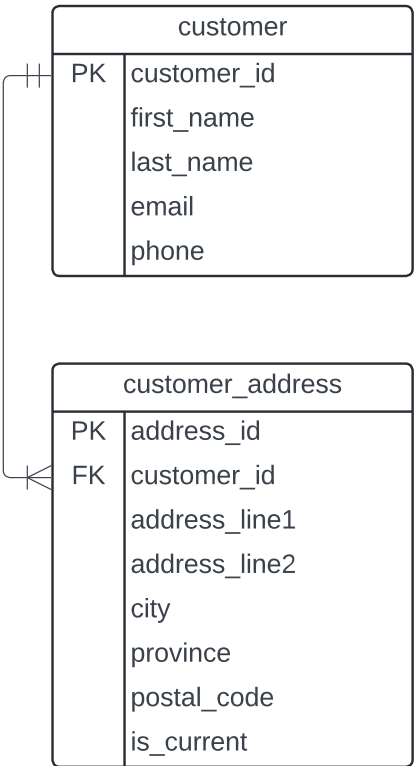 customer
PK customer_id
first_name
last_name
email
phone
customer_address
PK address_id
FK customer_id
address_line1
address_line2
city
province
postal_code
is_current